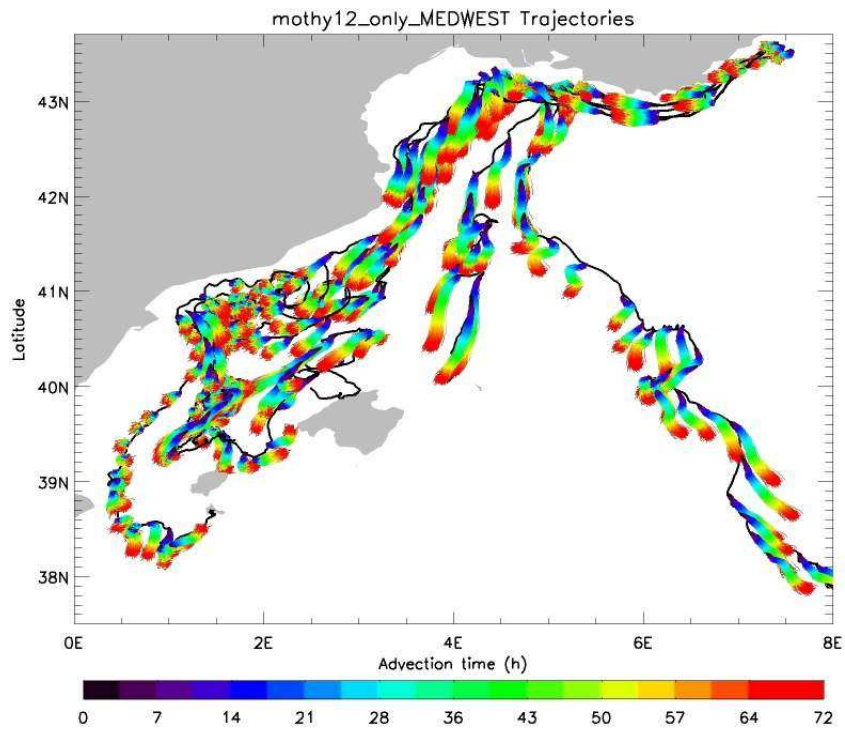 mothy12_only_MEDWEST Trajectories
43N
42N
41N
40N
39N
38N
Latitude
0E 2E 4E 6E 8E
Advection time (h)
0 7 14 21 28 36 43 50 57 64 72